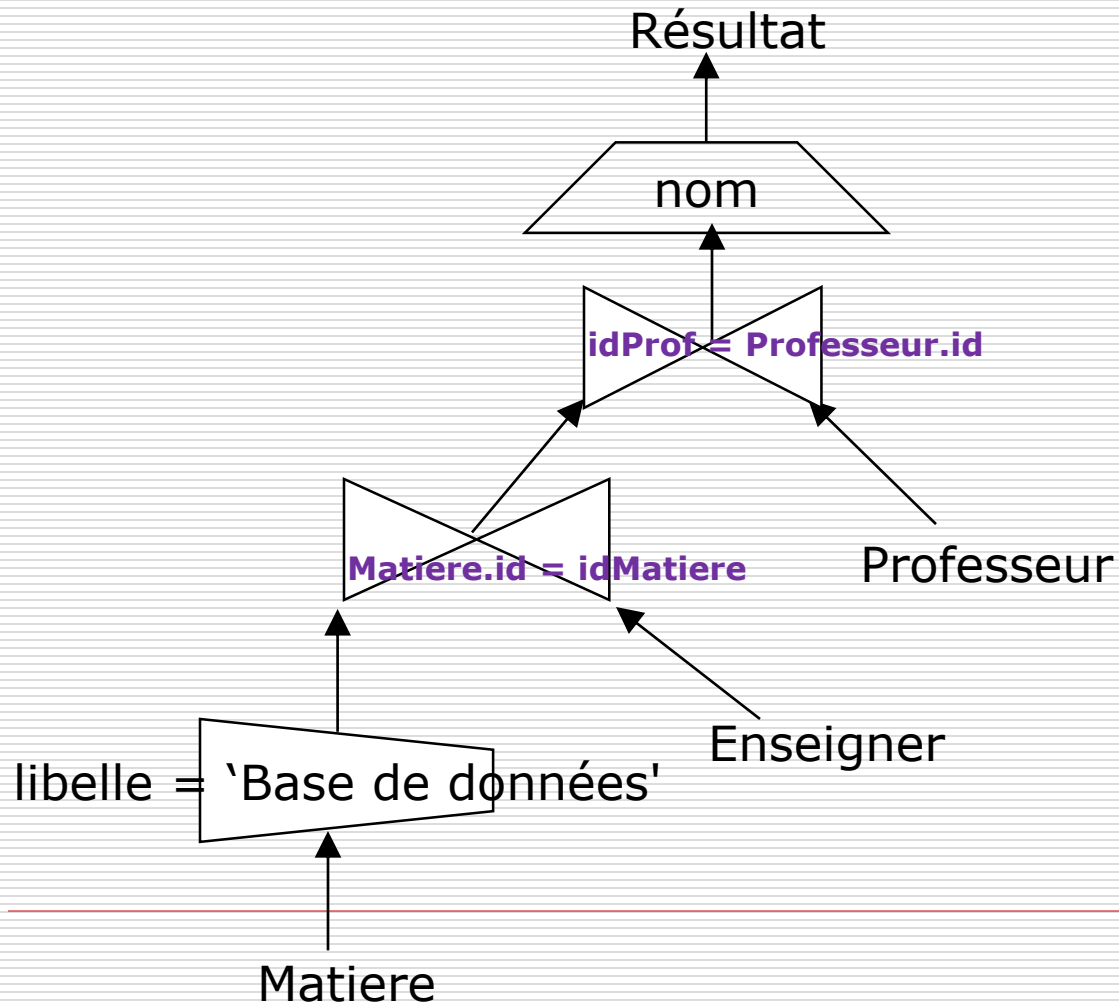 Résultat
nom
idProf = Professeur.id
Matiere.id = idMatiere
Professeur
Enseigner
libelle = ‘Base de données'
Matiere